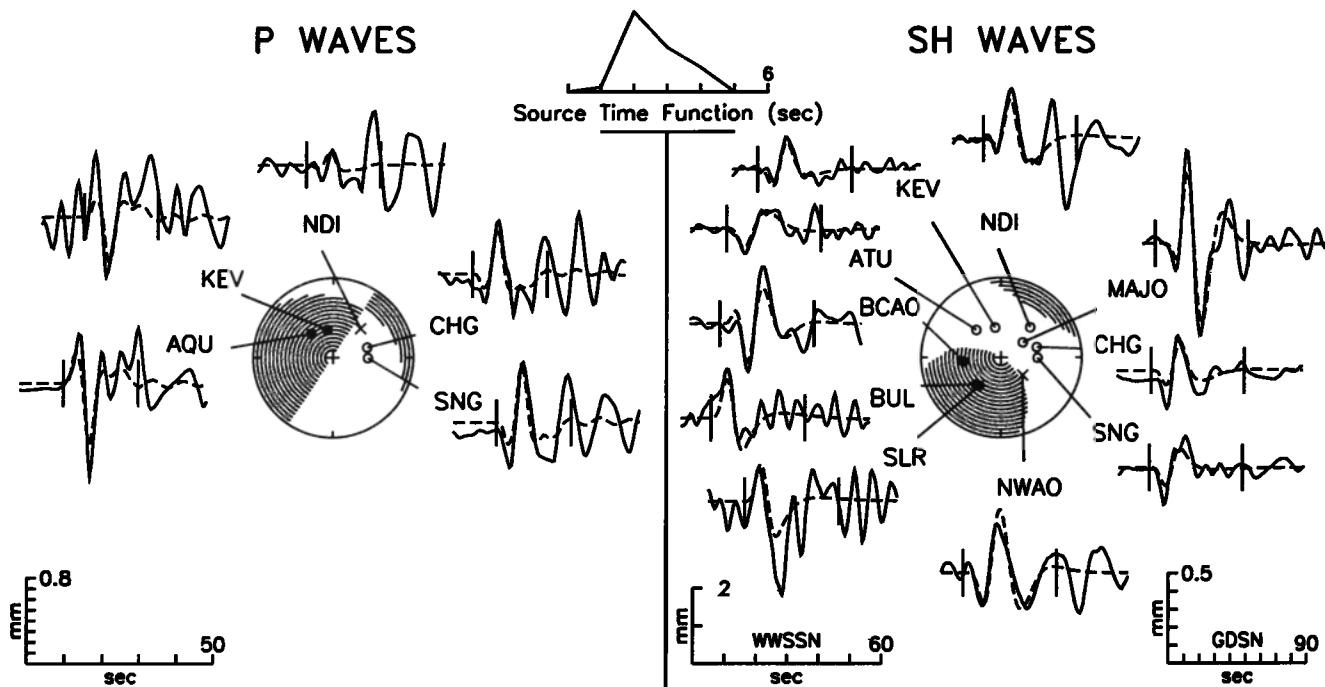 P WAVES
SH WAVES
6
Source Time Function (sec)
NDI
KEV
AQU
CHG
SNG
KEV
NDI
ATU
MAJO
BCAO
CHG
BUL
SNG
SLR
NWAO
0.8
mm
50
sec
2
mm
WWSSN
60
sec
0.5
mm
GDSN
90
sec